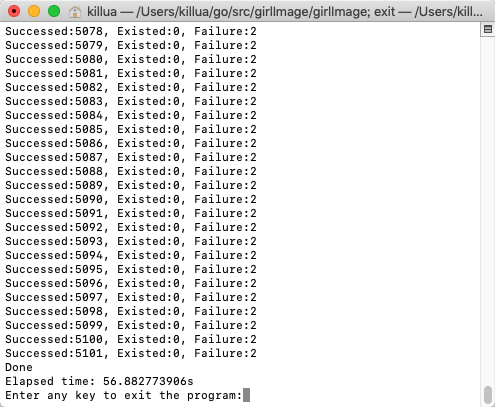 killua — /Users/killua/go/src/girlImage/girlImage; exit — /Users/kill...
Successed:5078, Existed:0, Failure:2
Successed:5079, Existed:0, Failure:2
Successed:5080, Existed:0, Failure:2
Successed:5081, Existed:0, Failure:2
Successed:5082, Existed:0, Failure:2
Successed:5083, Existed:0, Failure:2
Successed:5084, Existed:0, Failure:2
Successed:5085, Existed:0, Failure:2
Successed:5086, Existed:0, Failure:2
Successed:5087, Existed:0, Failure:2
Successed:5088, Existed:0, Failure:2
Successed:5089, Existed:0, Failure:2
Successed:5090, Existed:0, Failure:2
Successed:5091, Existed:0, Failure:2
Successed:5092, Existed:0, Failure:2
Successed:5093, Existed:0, Failure:2
Successed:5094, Existed:0, Failure:2
Successed:5095, Existed:0, Failure:2
Successed:5096, Existed:0, Failure:2
Successed:5097, Existed:0, Failure:2
Successed:5098, Existed:0, Failure:2
Successed:5099, Existed:0, Failure:2
Successed:5100, Existed:0, Failure:2
Successed:5101, Existed:0, Failure:2
Done
Elapsed time: 56.882773906s
Enter any key to exit the program: